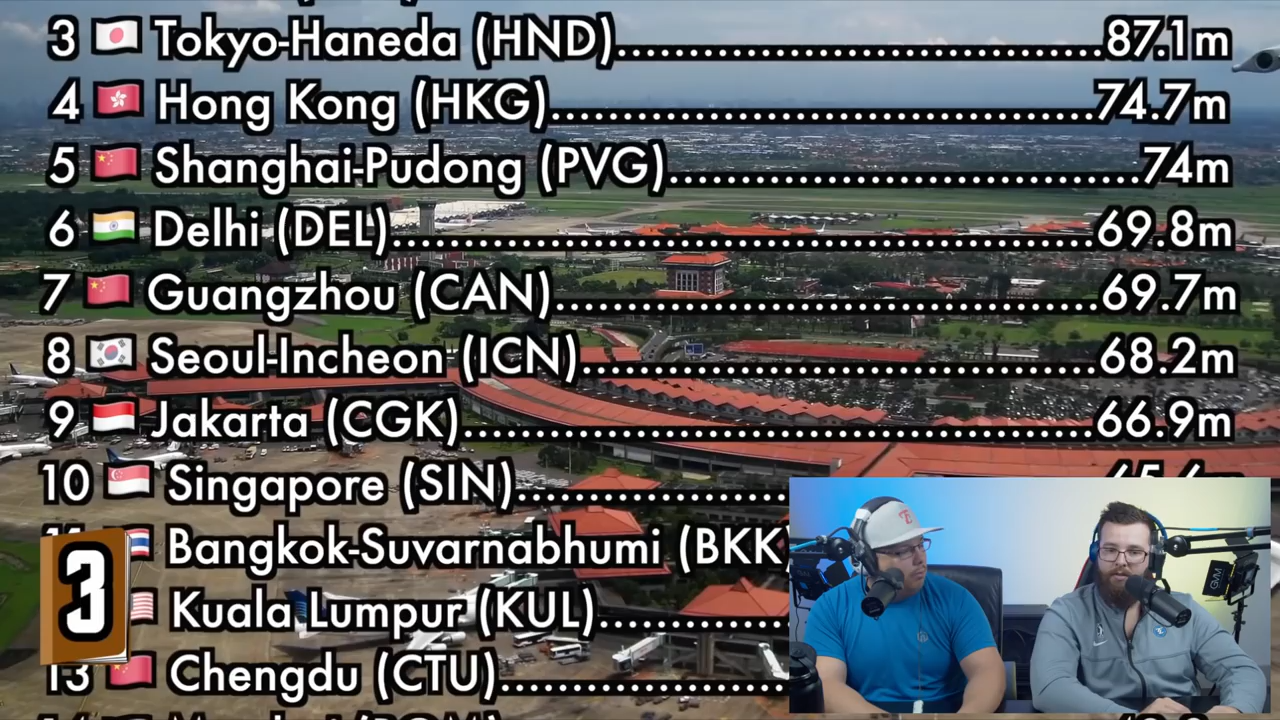 3 Tokyo-Haneda (HND)..............................87.1m
4 Hong Kong (HKG)..................................74.7m
5 Shanghai-Pudong (PVG).............................74m
6 Delhi (DEL)............................................69.8m
7 Guangzhou (CAN)..................................69.7m
8 Seoul-Incheon (ICN)................................68.2m
9 Jakarta (CGK).......................................66.9m
10 Singapore (SIN).................
Bangkok-Suvarnabhumi (BKK)
3 Kuala Lumpur (KUL)............
13 Chengdu (CTU)..................
GVM